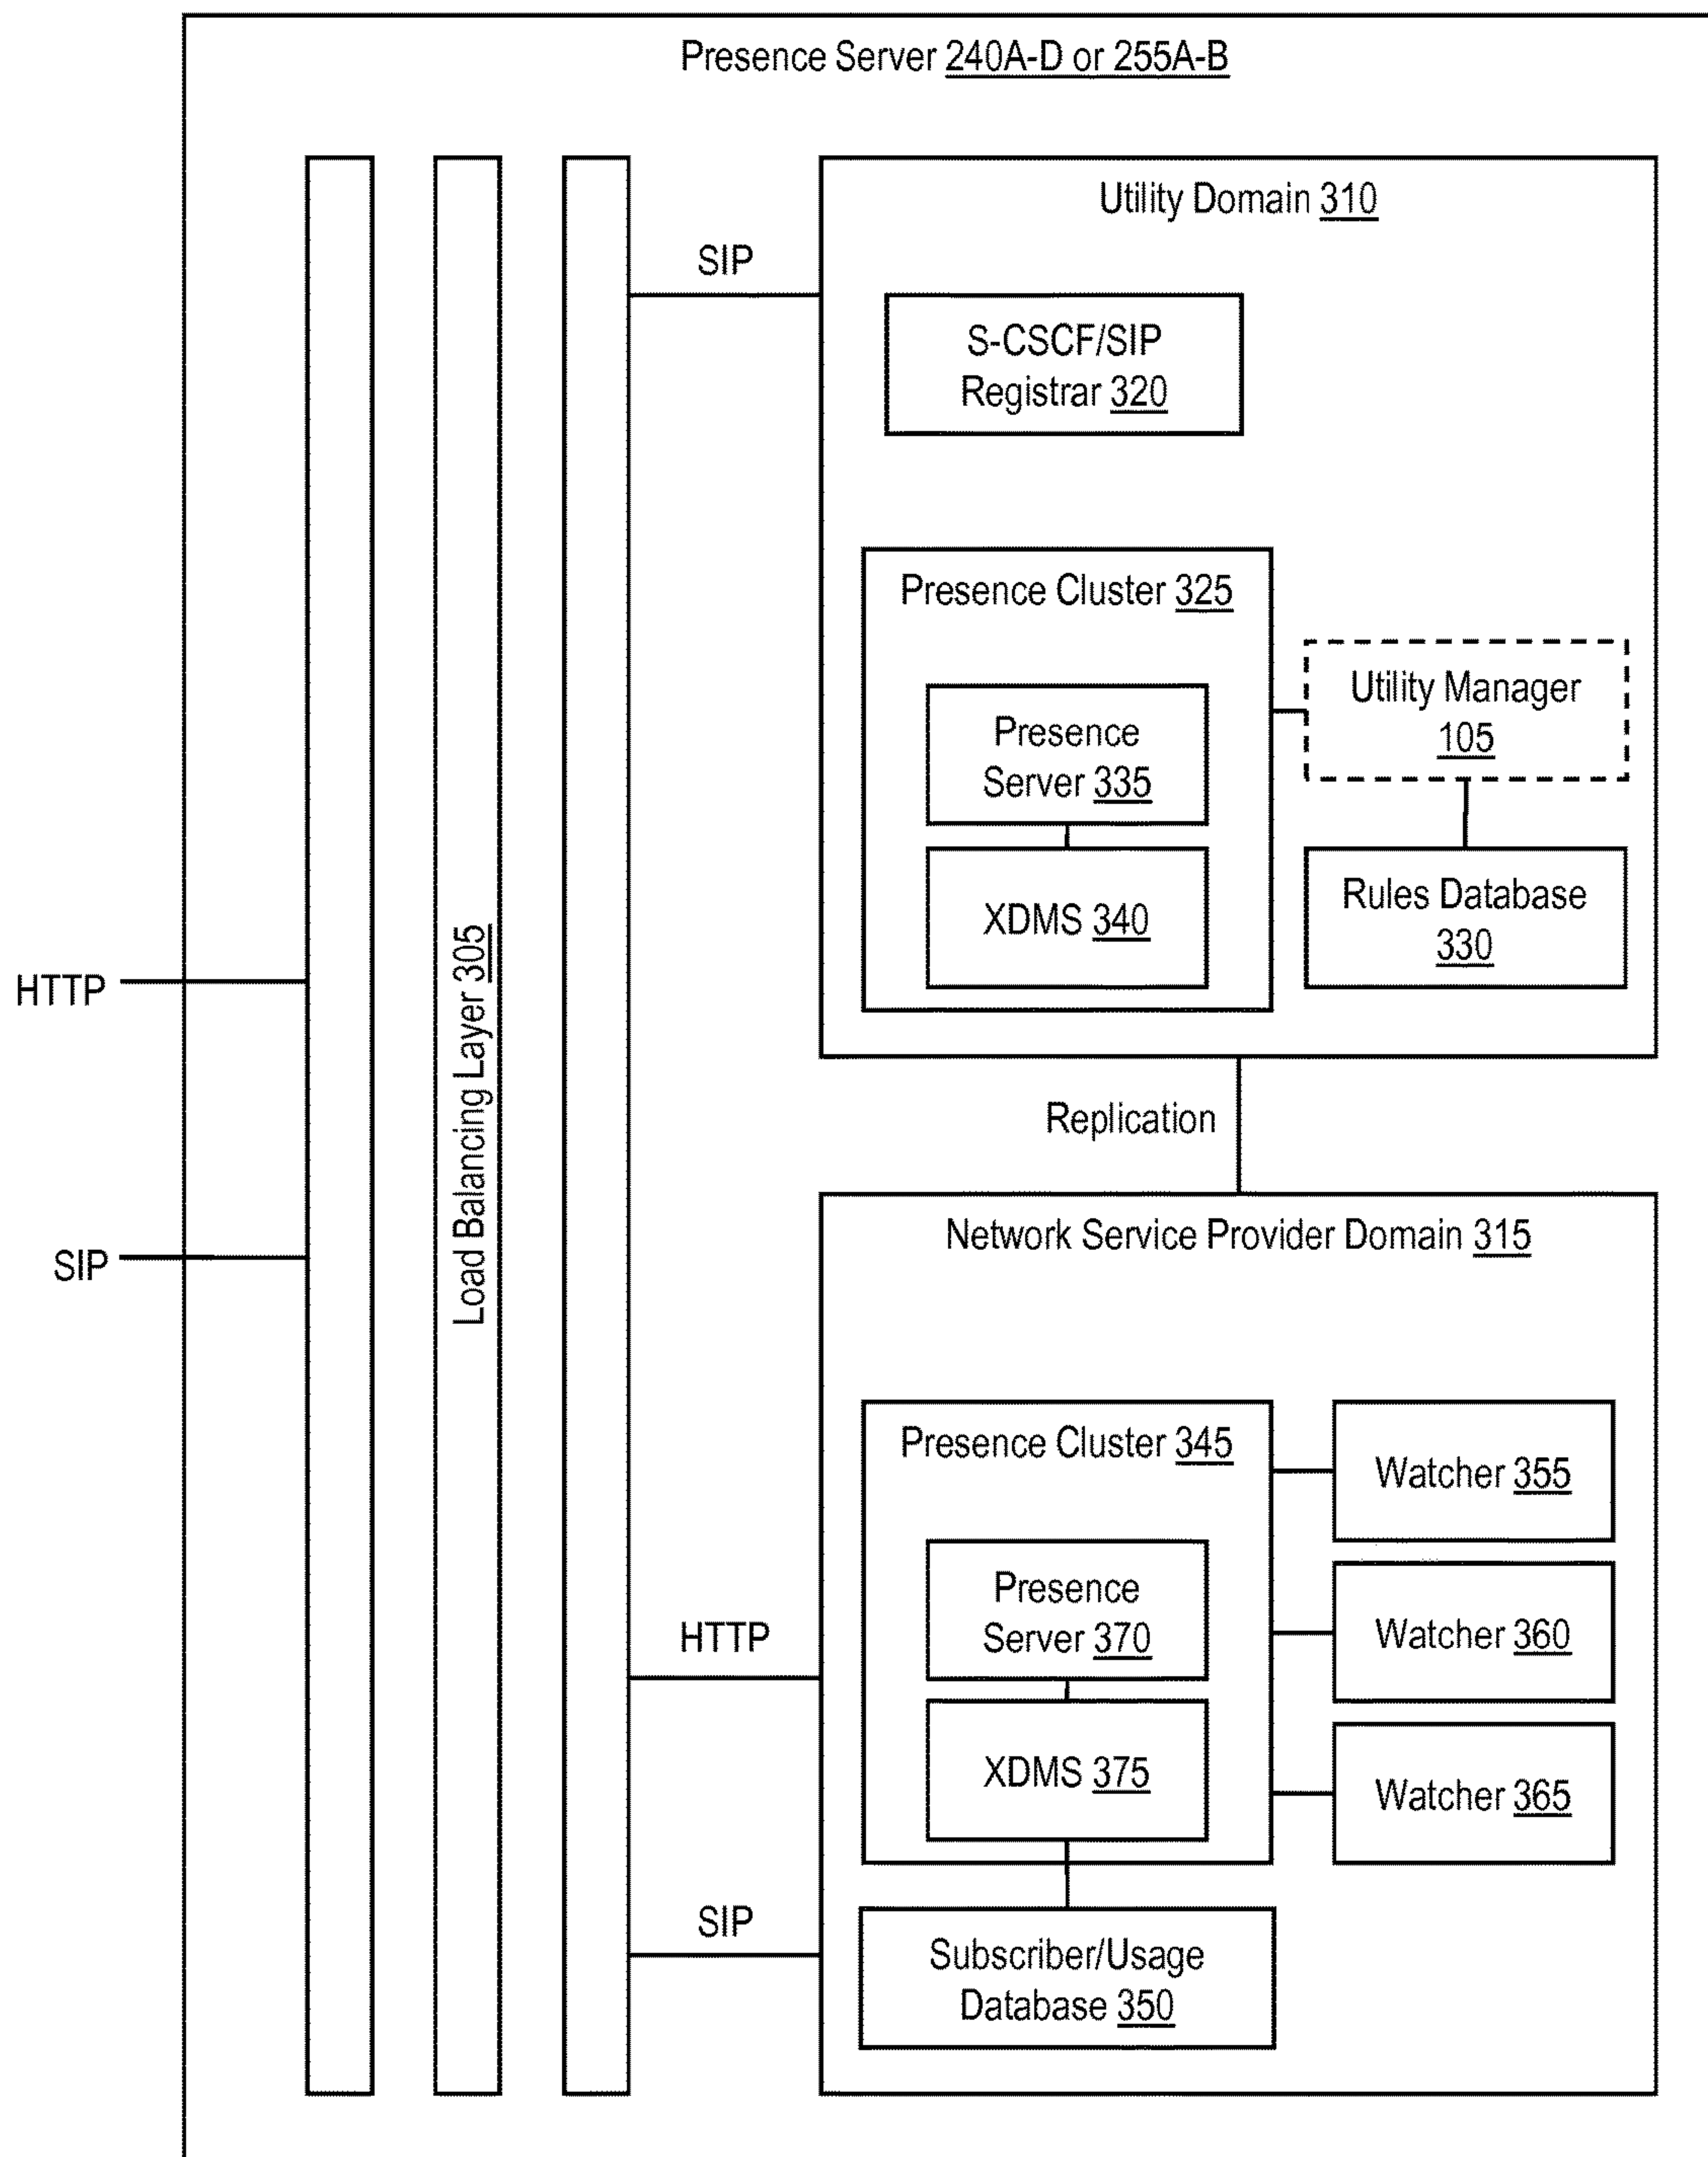 Presence Server 240A-D or 255A-B
Utility Domain 310
SIP
S-CSCF/SIP
Registrar 320
Presence Cluster 325
Utility Manager
105
Presence
Server 335
XDMS 340
Rules Database
330
HTTP
Load Balancing Layer 305
Replication
SIP
Network Service Provider Domain 315
Presence Cluster 345
Watcher 355
Presence
Server 370
HTTP
Watcher 360
XDMS 375
Watcher 365
SIP
Subscriber/Usage
Database 350